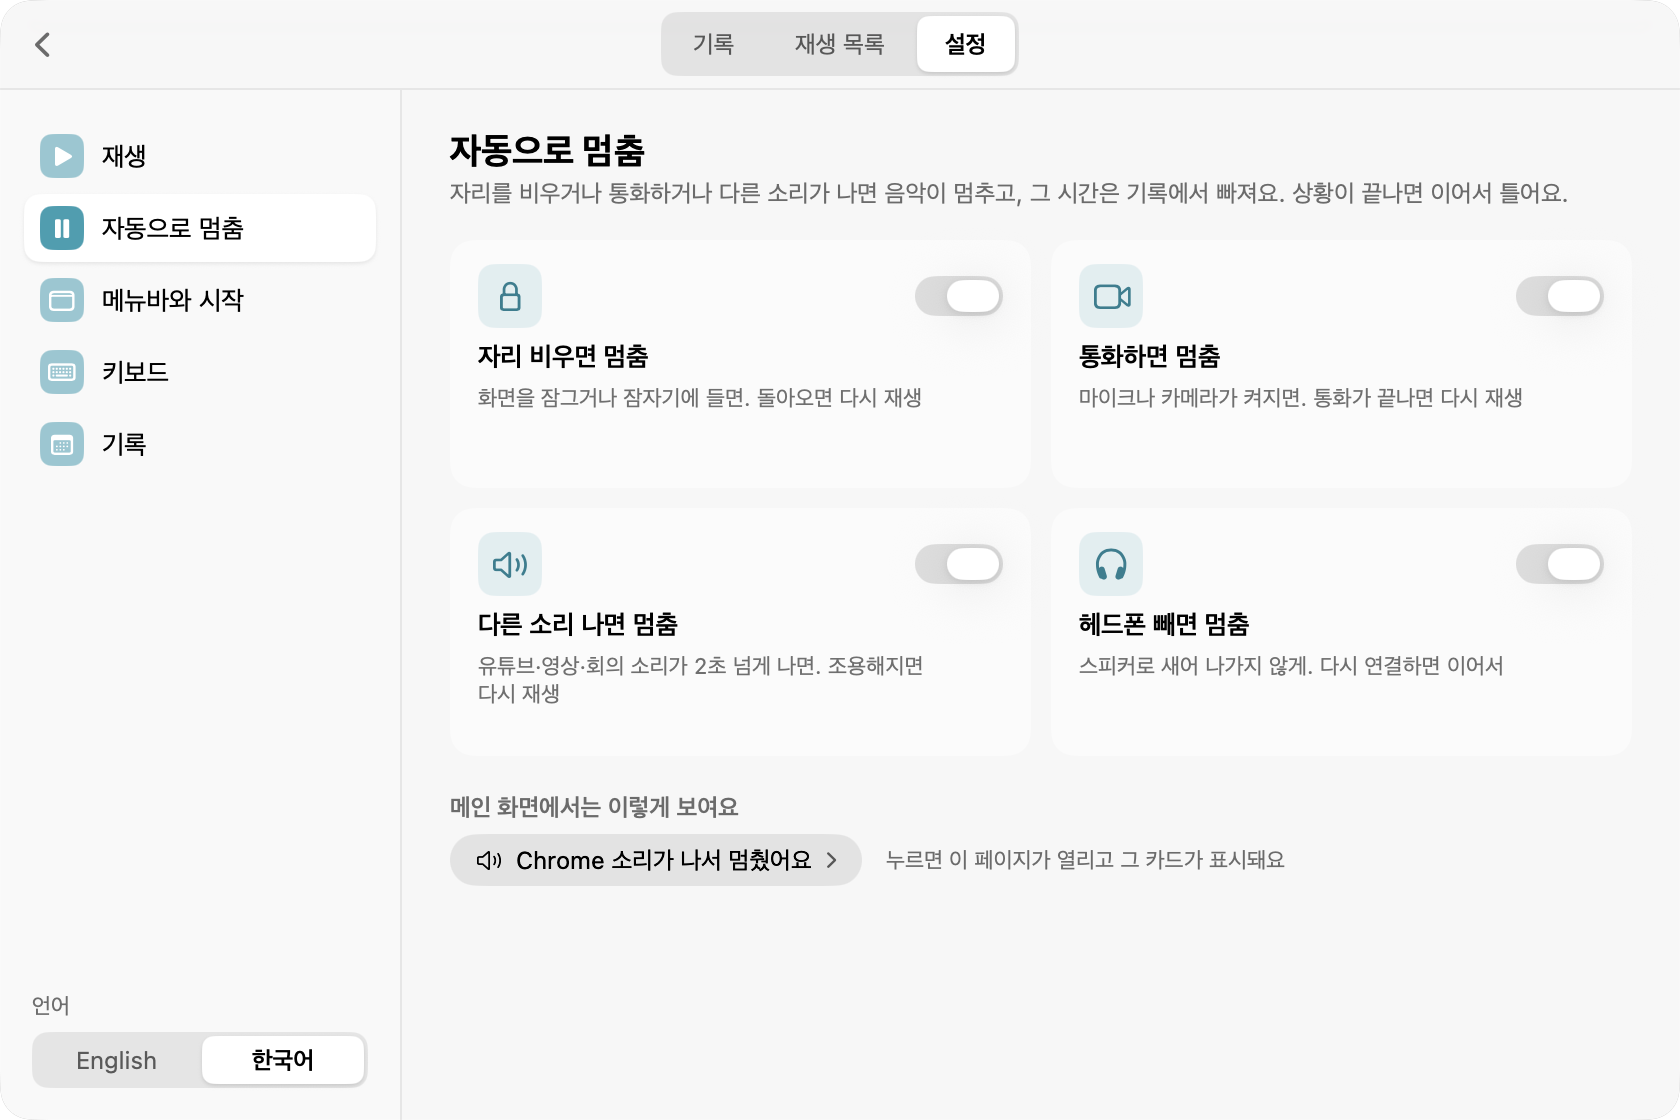 기록
재생 목록
설정
재생
자동으로 멈춤
메뉴바와 시작
키보드
기록
언어
English
한국어
자동으로 멈춤
자리를 비우거나 통화하거나 다른 소리가 나면 음악이 멈추고, 그 시간은 기록에서 빠져요. 상황이 끝나면 이어서 틀어요.
자리 비우면 멈춤
화면을 잠그거나 잠자기에 들면. 돌아오면 다시 재생
통화하면 멈춤
마이크나 카메라가 켜지면. 통화가 끝나면 다시 재생
다른 소리 나면 멈춤
유튜브·영상·회의 소리가 2초 넘게 나면. 조용해지면
다시 재생
헤드폰 빼면 멈춤
스피커로 새어 나가지 않게. 다시 연결하면 이어서
메인 화면에서는 이렇게 보여요
Chrome 소리가 나서 멈췄어요
누르면 이 페이지가 열리고 그 카드가 표시돼요